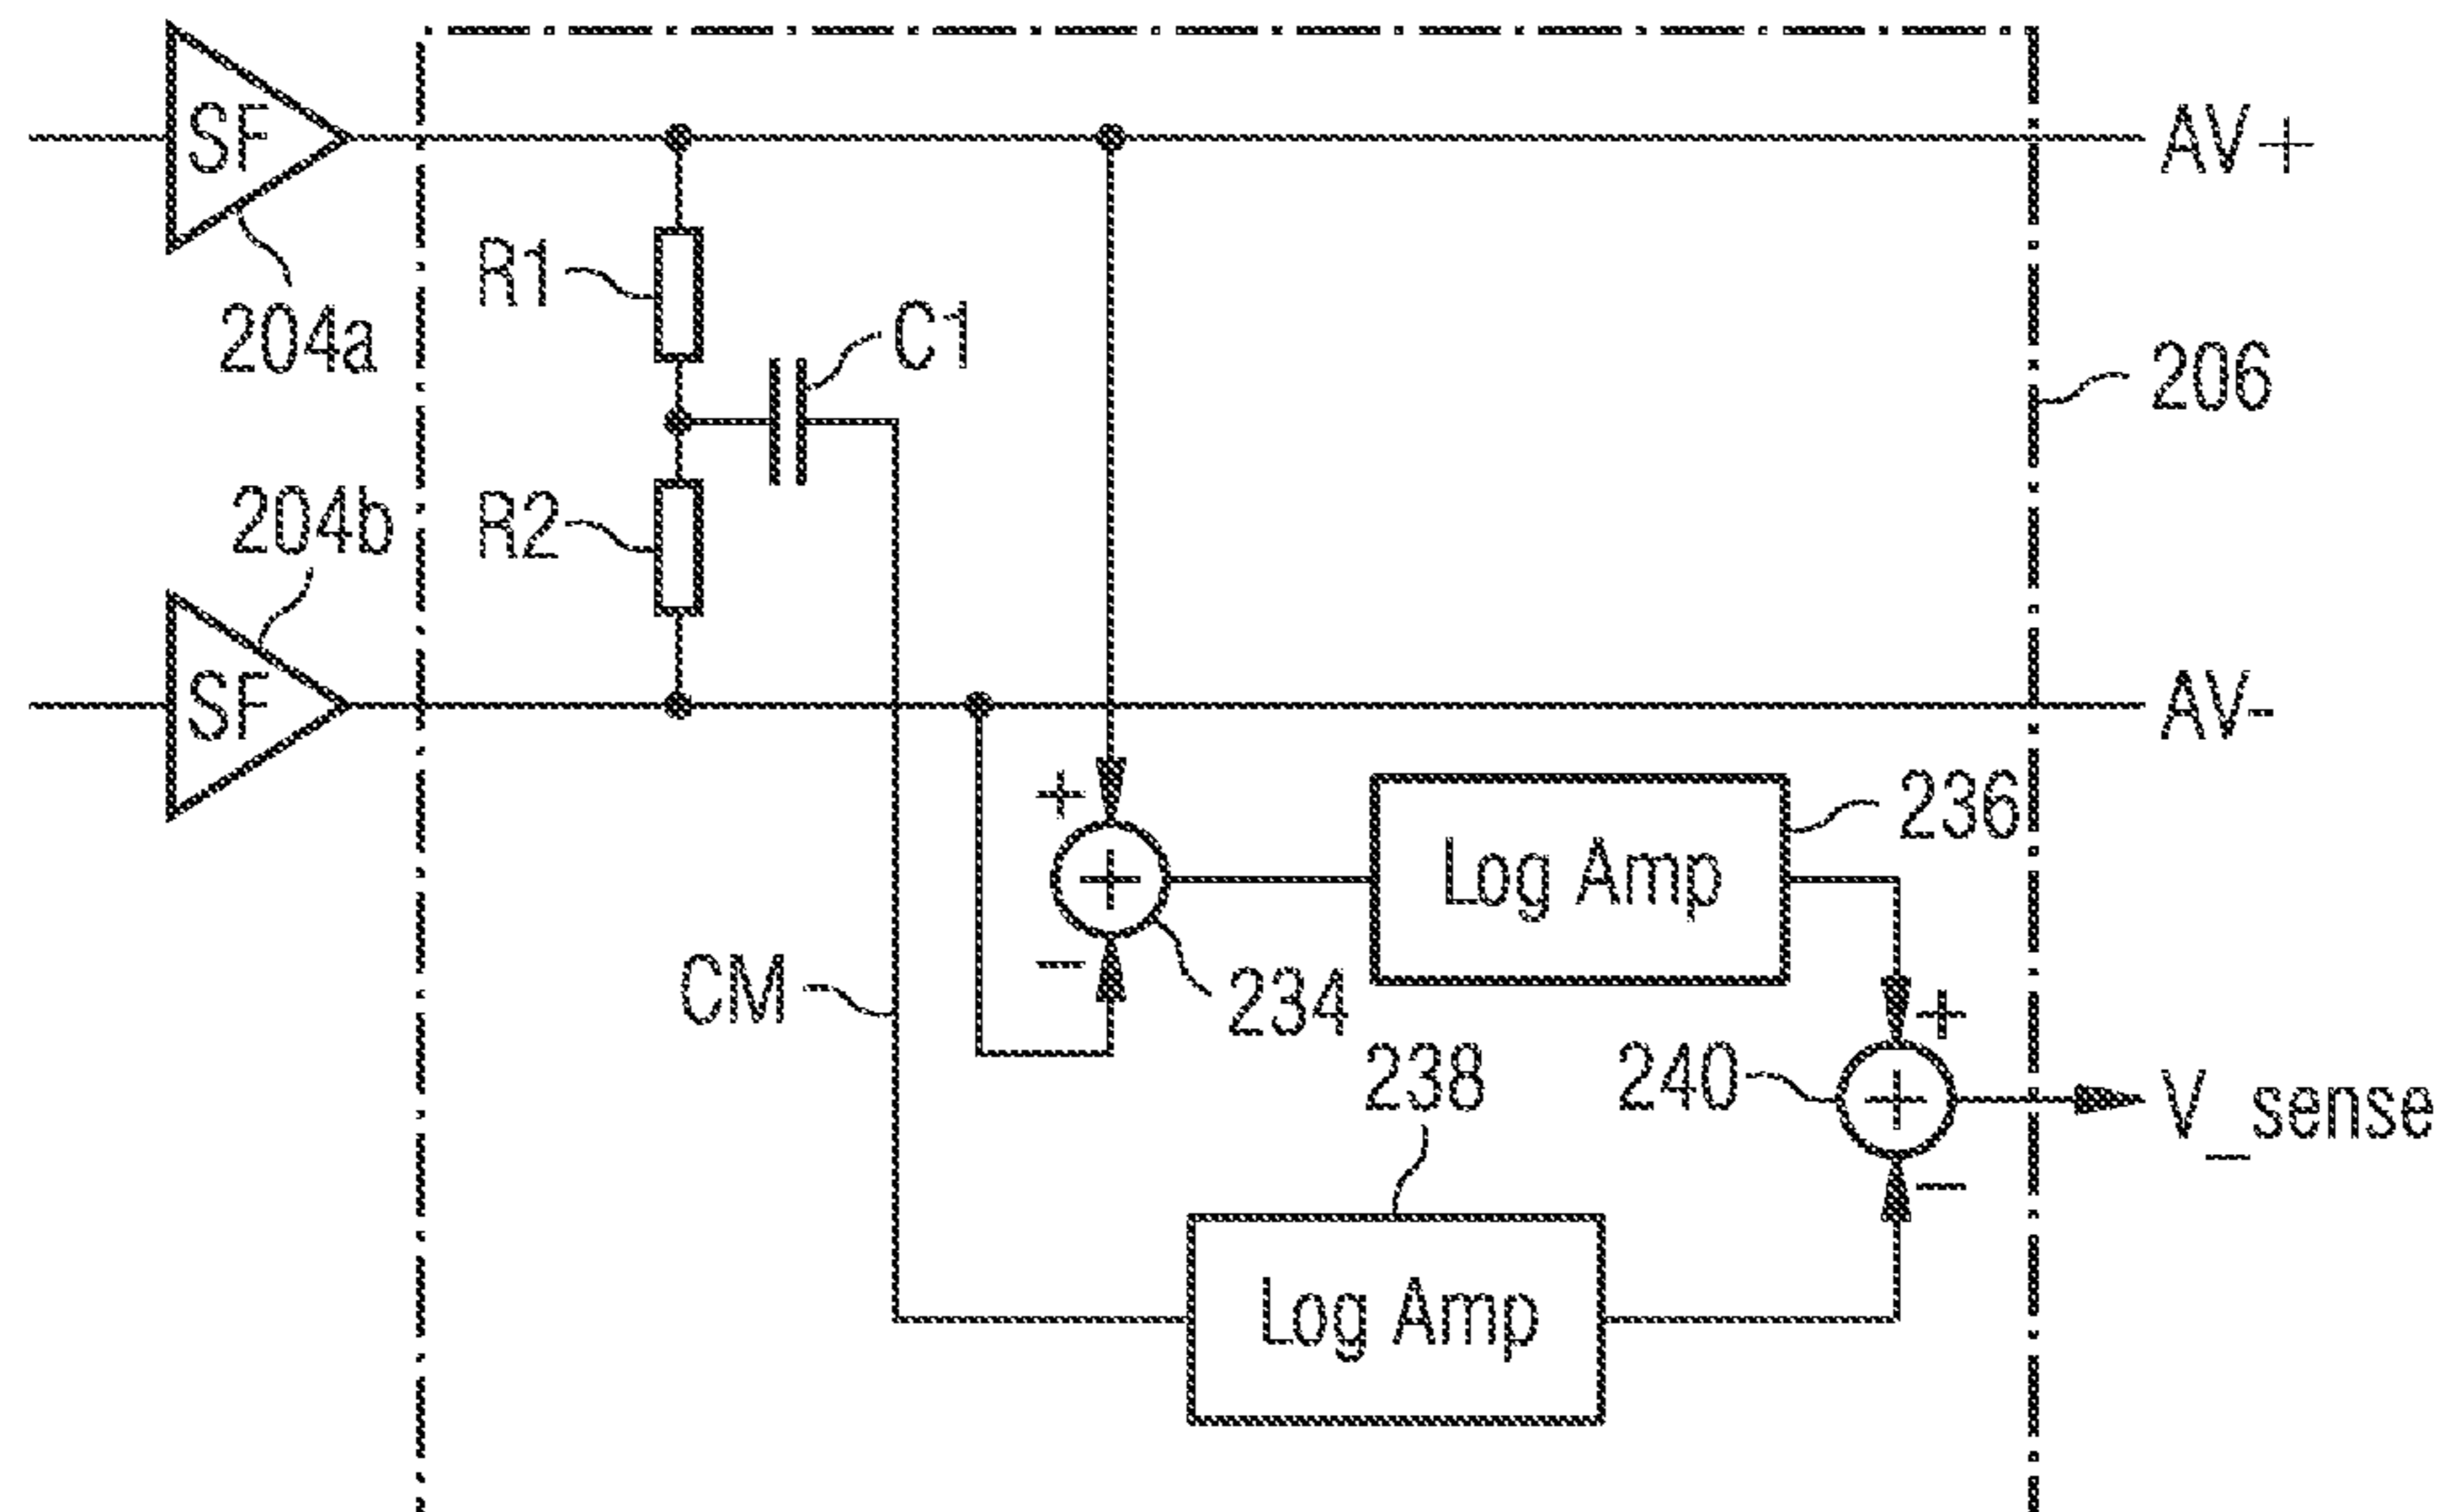 SF
AV+
204a
R1
C1
206
204b
R2
SF
AV-
+
Log Amp
236
+
-
234
CM
+
238
240
+
V_sense
-
Log Amp